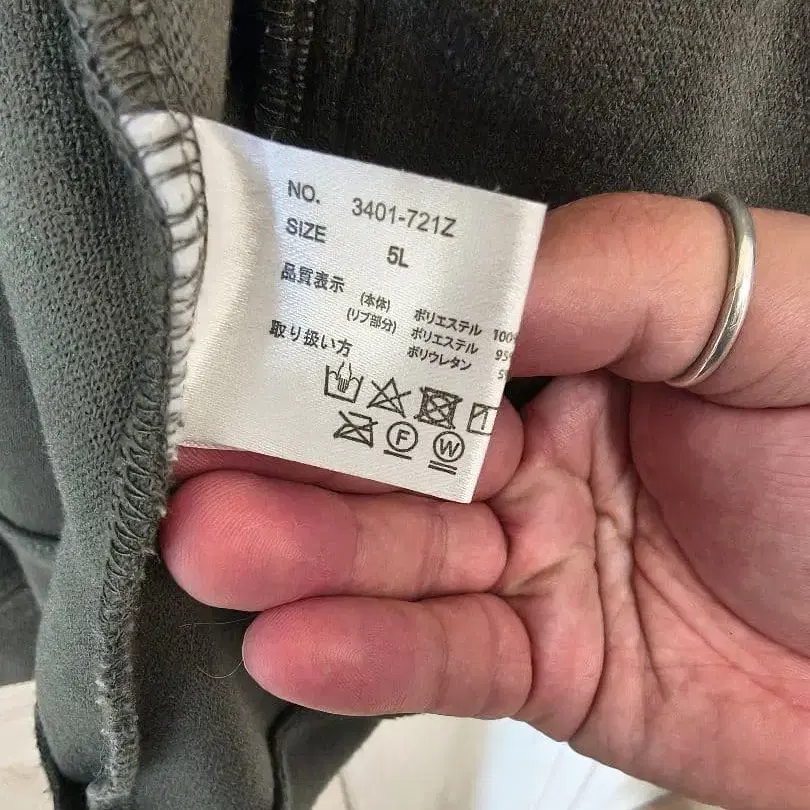 NO. 3401-721Z
SIZE 5L
品質表示
(本体) ポリエステル 100%
(リブ部分) ポリエステル 95%
ポリウレタン 5%
取り扱い方
F W